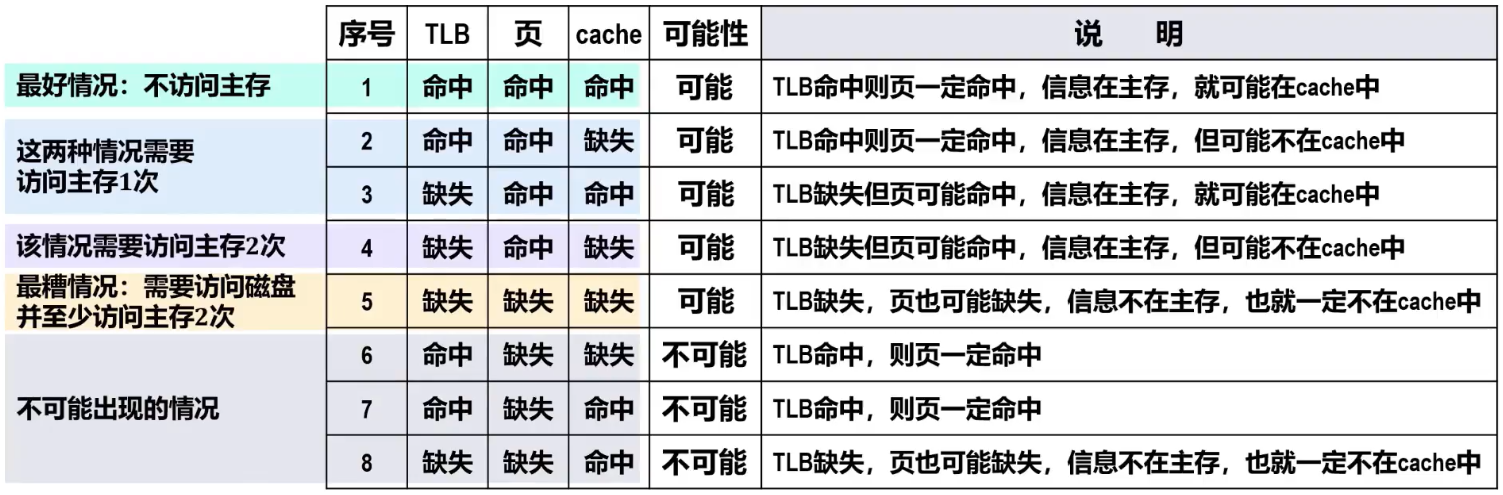 序号 TLB 页 cache 可能性 说 明
最好情况：不访问主存 1 命中 命中 命中 可能 TLB命中则页一定命中，信息在主存，就可能在cache中
这两种情况需要
访问主存1次
2 命中 命中 缺失 可能 TLB命中则页一定命中，信息在主存，但可能不在cache中
3 缺失 命中 命中 可能 TLB缺失但页可能命中，信息在主存，就可能在cache中
该情况需要访问主存2次 4 缺失 命中 缺失 可能 TLB缺失但页可能命中，信息在主存，但可能不在cache中
最糟情况：需要访问磁盘
并至少访问主存2次
5 缺失 缺失 缺失 可能 TLB缺失，页也可能缺失，信息不在主存，也就一定不在cache中
不可能出现的情况
6 命中 缺失 缺失 不可能 TLB命中，则页一定命中
7 命中 缺失 命中 不可能 TLB命中，则页一定命中
8 缺失 缺失 命中 不可能 TLB缺失，页也可能缺失，信息不在主存，也就一定不在cache中